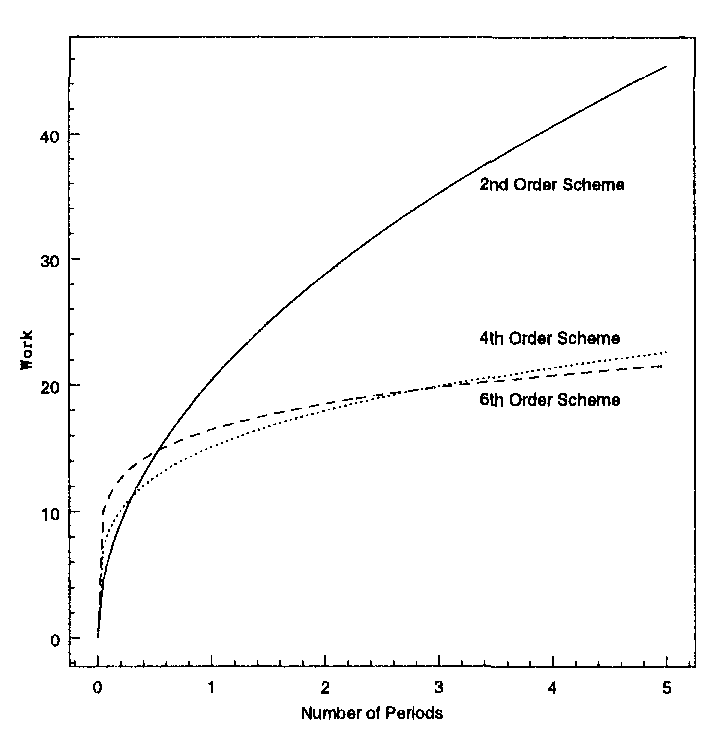 40
2nd Order Scheme
30
4th Order Scheme
Work
20
6th Order Scheme
10
0
0 1 2 3 4 5
Number of Periods